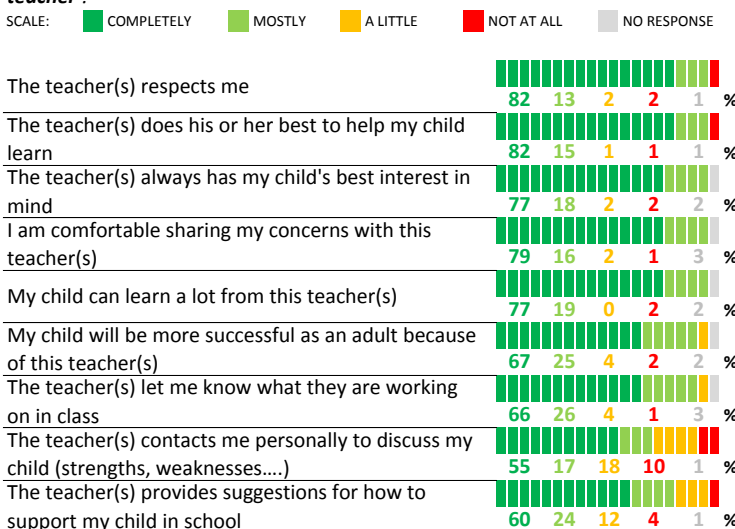 teacher :
SCALE: COMPLETELY MOSTLY A LITTLE NOT AT ALL NO RESPONSE
The teacher(s) respects me
82 13 2 2 1 %
The teacher(s) does his or her best to help my child
learn
82 15 1 1 1 %
The teacher(s) always has my child's best interest in
mind
77 18 2 2 2 %
I am comfortable sharing my concerns with this
teacher(s)
79 16 2 1 3 %
My child can learn a lot from this teacher(s)
77 19 0 2 2 %
My child will be more successful as an adult because
of this teacher(s)
67 25 4 2 2 %
The teacher(s) let me know what they are working
on in class
66 26 4 1 3 %
The teacher(s) contacts me personally to discuss my
child (strengths, weaknesses....)
55 17 18 10 1 %
The teacher(s) provides suggestions for how to
support my child in school
60 24 12 4 1 %